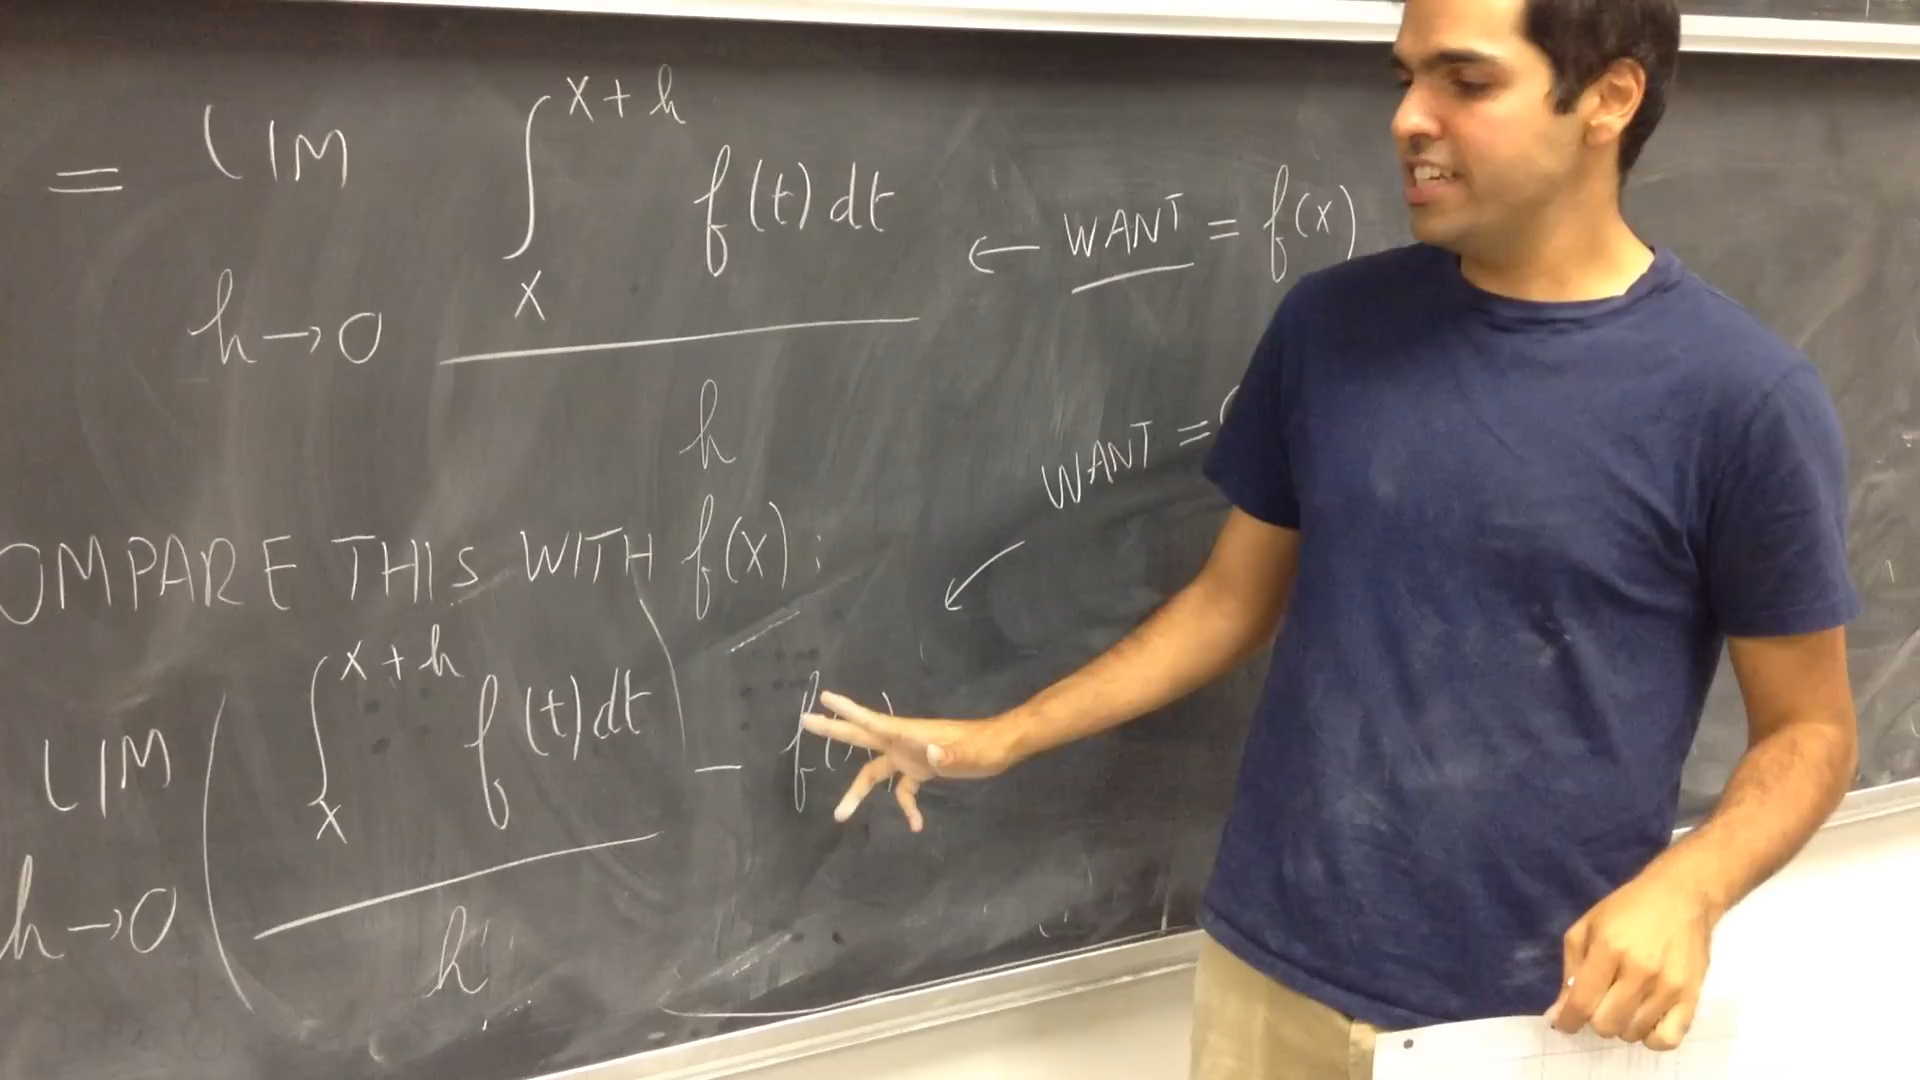 = LIM h→0 ∫_x^{x+h} f(t) dt / h ← WANT = f(x)
WANT =
OMPARE THIS WITH f(x) :
LIM h→0 ( ∫_x^{x+h} f(t) dt / h ) − f(x)